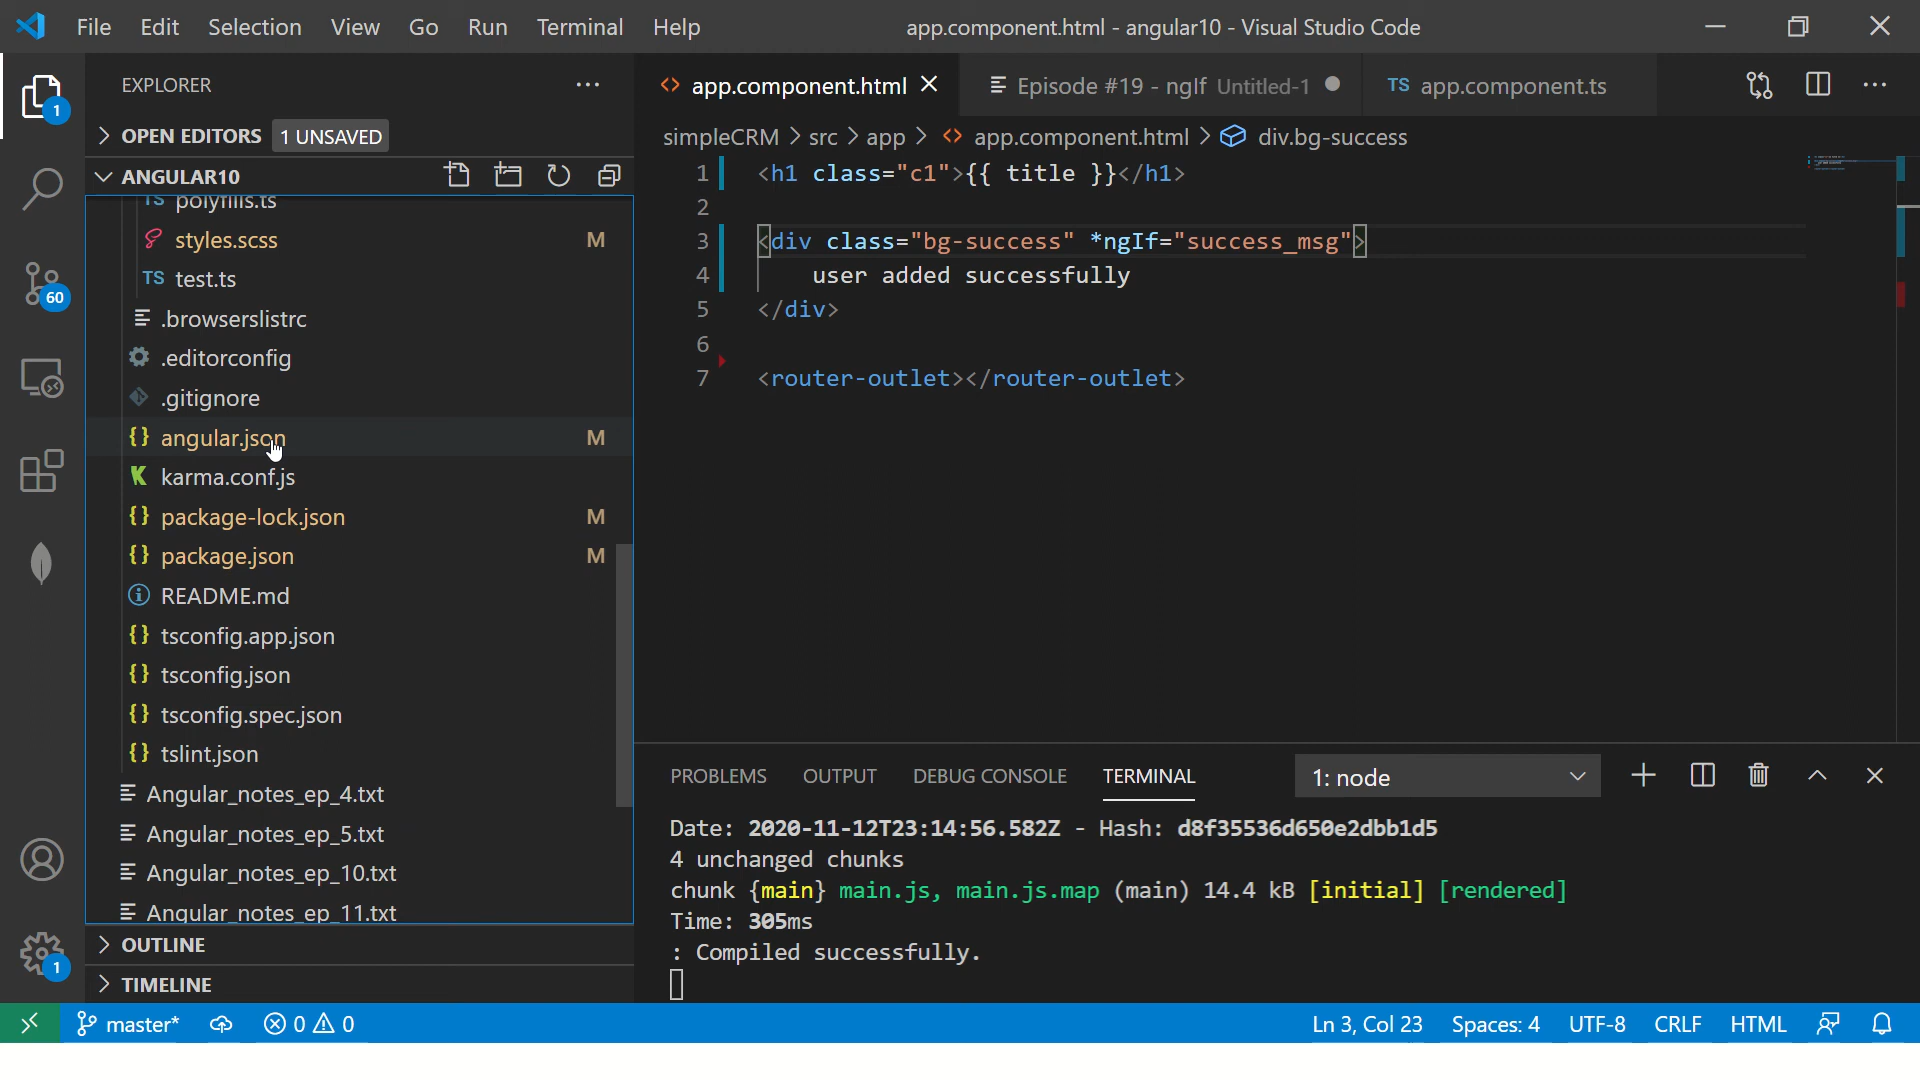 File Edit Selection View Go Run Terminal Help app.component.html - angular10 - Visual Studio Code
EXPLORER
1
OPEN EDITORS 1 UNSAVED
ANGULAR10
TS polyfills.ts
styles.scss M
TS test.ts
.browserslistrc
.editorconfig
.gitignore
{} angular.json M
karma.conf.js
{} package-lock.json M
{} package.json M
README.md
{} tsconfig.app.json
{} tsconfig.json
{} tsconfig.spec.json
{} tslint.json
Angular_notes_ep_4.txt
Angular_notes_ep_5.txt
Angular_notes_ep_10.txt
Angular_notes_ep_11.txt
OUTLINE
TIMELINE
60
1
<> app.component.html Episode #19 - ngIf Untitled-1 TS app.component.ts
simpleCRM > src > app > <> app.component.html > div.bg-success
1 <h1 class="c1">{{ title }}</h1>
2
3 <div class="bg-success" *ngIf="success_msg">
4 user added successfully
5 </div>
6
7 <router-outlet></router-outlet>
PROBLEMS OUTPUT DEBUG CONSOLE TERMINAL 1: node
Date: 2020-11-12T23:14:56.582Z - Hash: d8f35536d650e2dbb1d5
4 unchanged chunks
chunk {main} main.js, main.js.map (main) 14.4 kB [initial] [rendered]
Time: 305ms
: Compiled successfully.
master* 0 0 Ln 3, Col 23 Spaces: 4 UTF-8 CRLF HTML